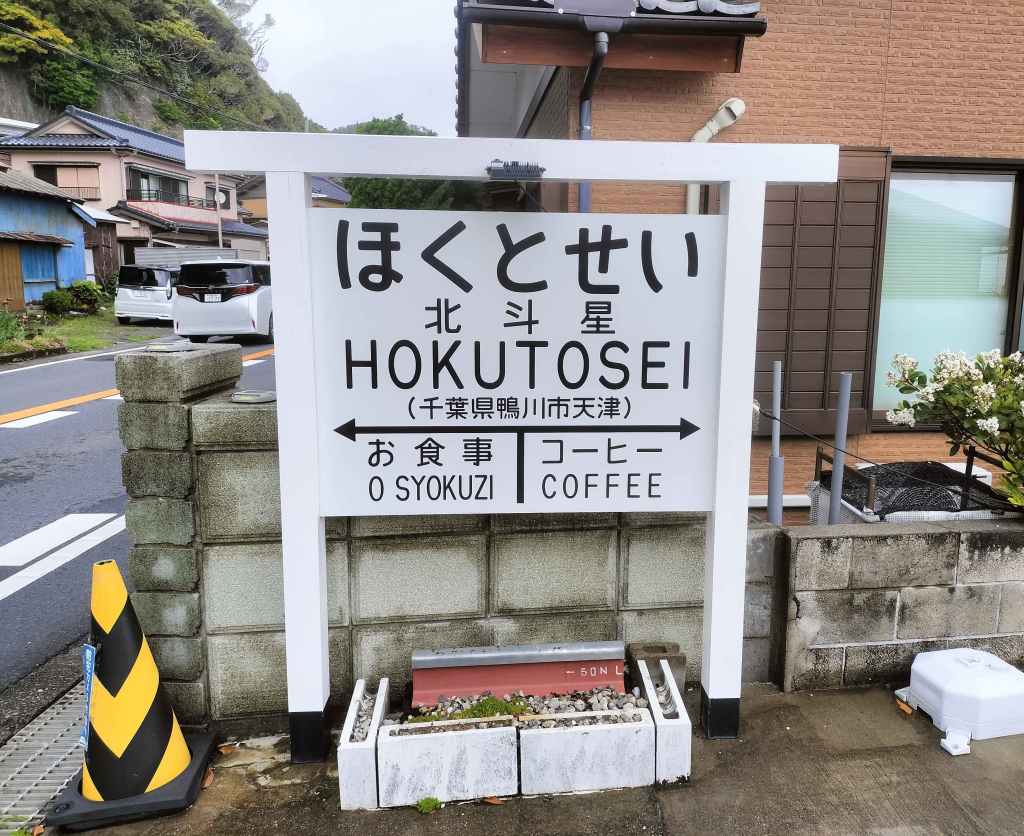 ほくとせい
北斗星
HOKUTOSEI
（千葉県鴨川市天津）
お食事 コーヒー
O SYOKUZI COFFEE
50N L